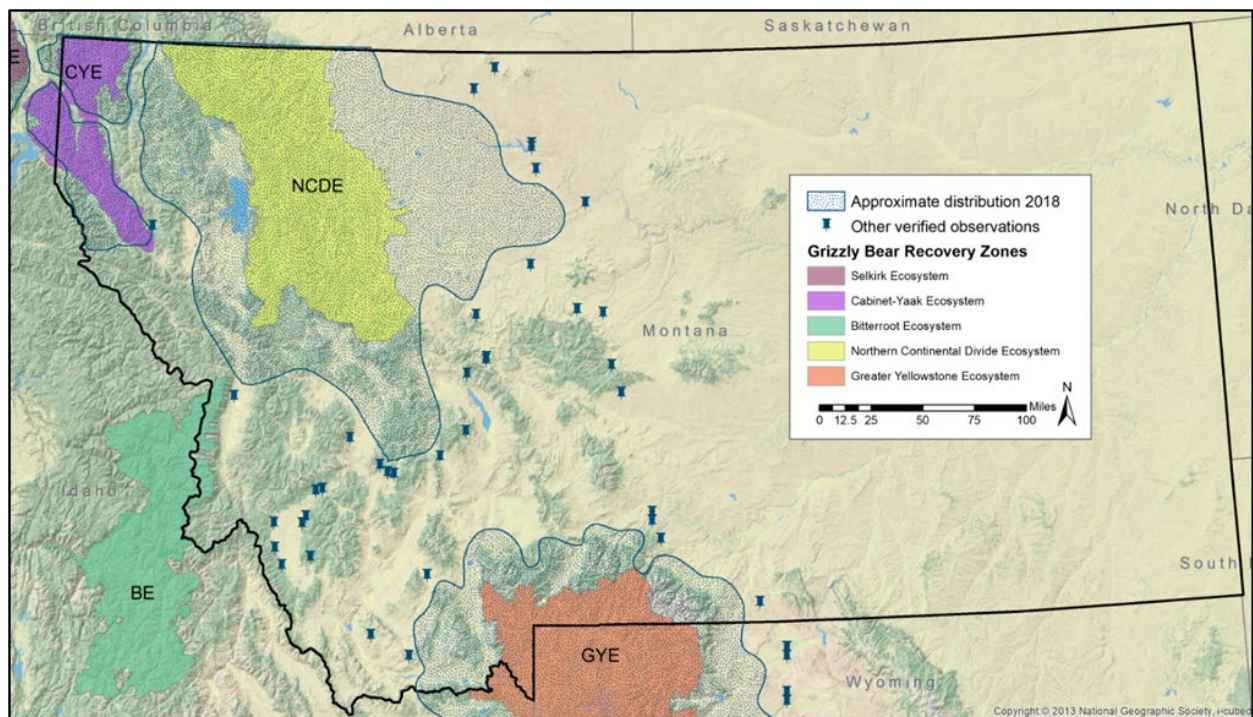 British Columbia
Alberta
Saskatchewan
E
CYE
NCDE
Approximate distribution 2018
Other verified observations
Grizzly Bear Recovery Zones
Selkirk Ecosystem
Cabinet-Yaak Ecosystem
Bitterroot Ecosystem
Northern Continental Divide Ecosystem
Greater Yellowstone Ecosystem
N
Miles
0 12.5 25 50 75 100
North Da
Montana
Idaho
BE
South
GYE
Wyoming
Copyright:© 2013 National Geographic Society, i-cubed